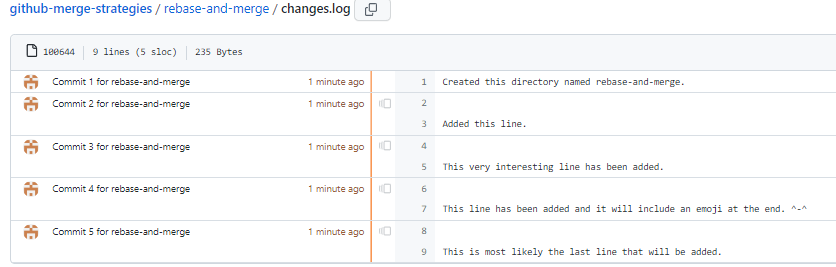 github-merge-strategies / rebase-and-merge / changes.log
100644 9 lines (5 sloc) 235 Bytes
Commit 1 for rebase-and-merge 1 minute ago 1 Created this directory named rebase-and-merge.
Commit 2 for rebase-and-merge 1 minute ago 2
3 Added this line.
Commit 3 for rebase-and-merge 1 minute ago 4
5 This very interesting line has been added.
Commit 4 for rebase-and-merge 1 minute ago 6
7 This line has been added and it will include an emoji at the end. ^-^
Commit 5 for rebase-and-merge 1 minute ago 8
9 This is most likely the last line that will be added.